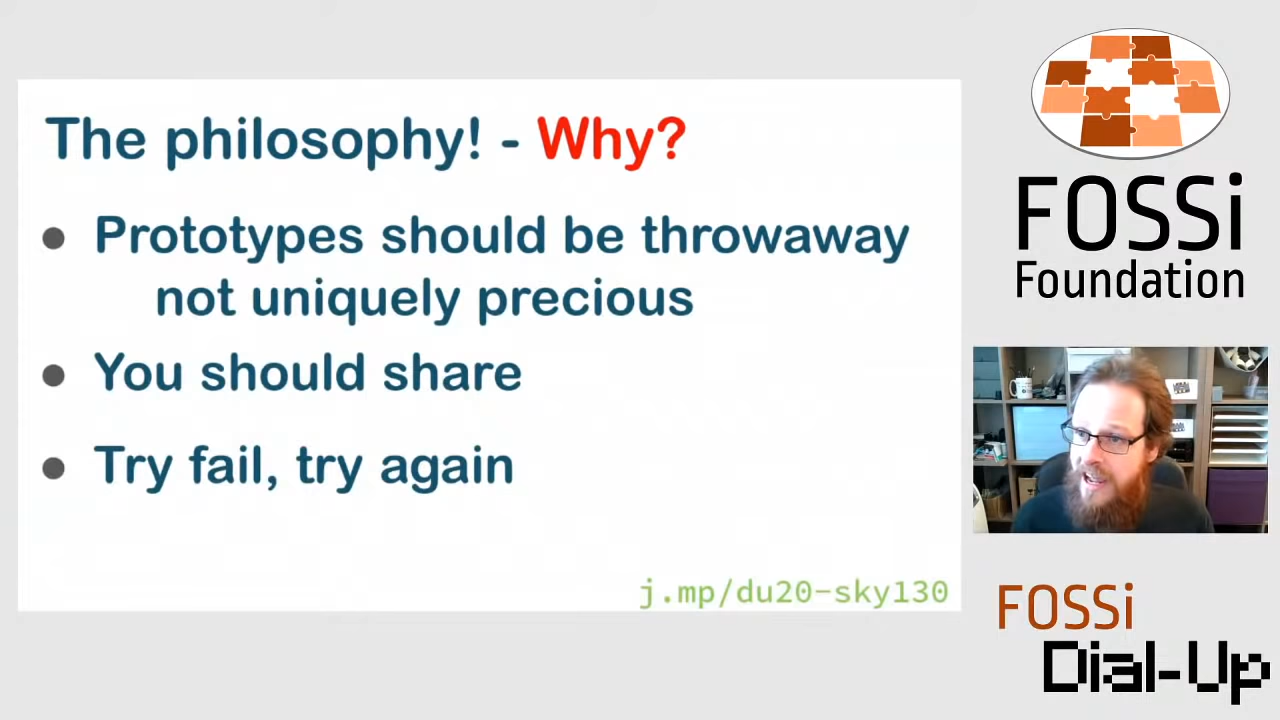 The philosophy! - Why?
● Prototypes should be throwaway
not uniquely precious
● You should share
● Try fail, try again
j.mp/du20-sky130
FOSSi
Foundation
FOSSi
Dial-Up